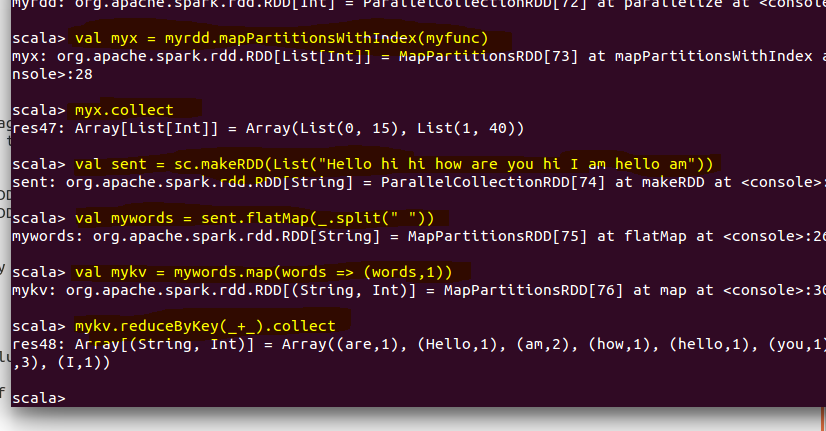 myrdd: org.apache.spark.rdd.RDD[Int] = ParallelCollectionRDD[72] at parallelize at <conso
scala> val myx = myrdd.mapPartitionsWithIndex(myfunc)
myx: org.apache.spark.rdd.RDD[List[Int]] = MapPartitionsRDD[73] at mapPartitionsWithIndex a
nsole>:28
scala> myx.collect
res47: Array[List[Int]] = Array(List(0, 15), List(1, 40))
scala> val sent = sc.makeRDD(List("Hello hi hi how are you hi I am hello am"))
sent: org.apache.spark.rdd.RDD[String] = ParallelCollectionRDD[74] at makeRDD at <console>:
scala> val mywords = sent.flatMap(_.split(" "))
mywords: org.apache.spark.rdd.RDD[String] = MapPartitionsRDD[75] at flatMap at <console>:26
scala> val mykv = mywords.map(words => (words,1))
mykv: org.apache.spark.rdd.RDD[(String, Int)] = MapPartitionsRDD[76] at map at <console>:30
scala> mykv.reduceByKey(_+_).collect
res48: Array[(String, Int)] = Array((are,1), (Hello,1), (am,2), (how,1), (hello,1), (you,1)
,3), (I,1))
scala>